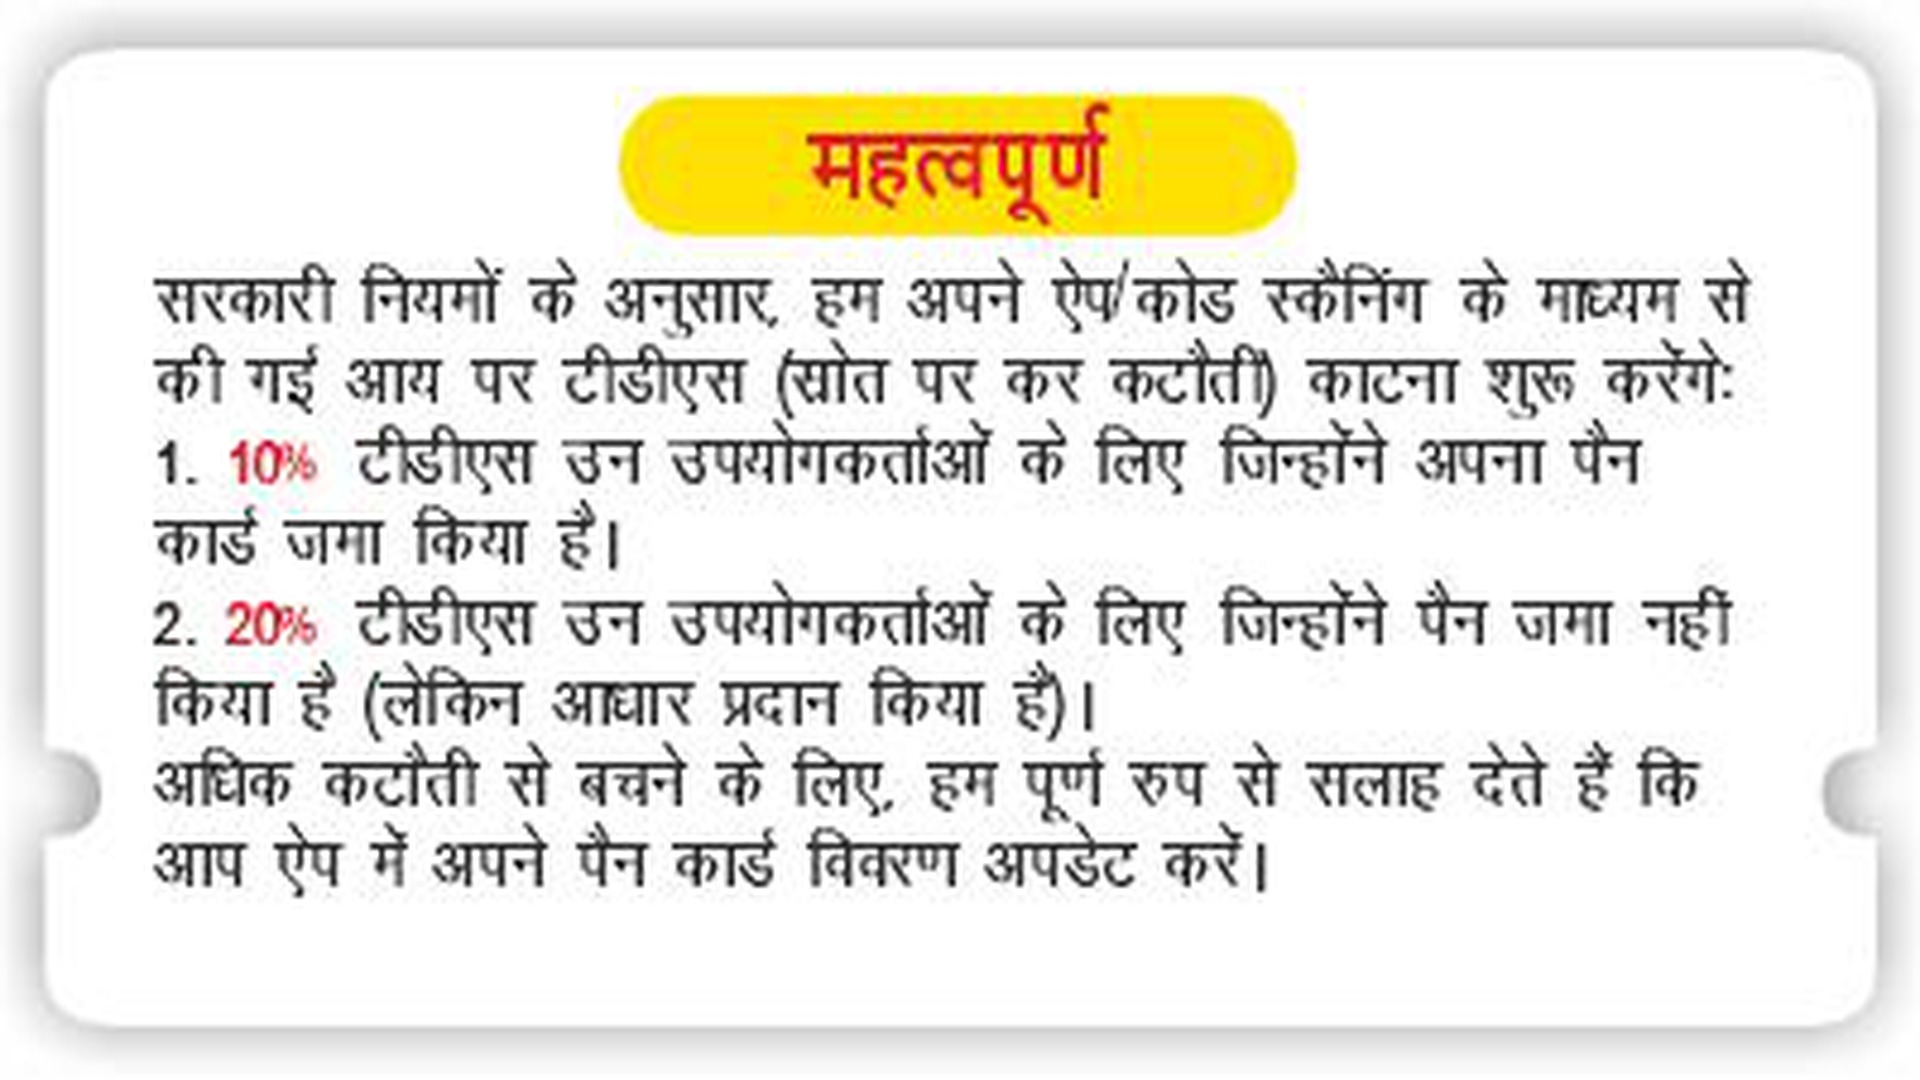 महत्वपूर्ण
सरकारी नियमों के अनुसार, हम अपने ऐप/कोड स्कैनिंग के माध्यम से
की गई आय पर टीडीएस (स्रोत पर कर कटौती) काटना शुरू करेंगे:
1. 10% टीडीएस उन उपयोगकर्ताओं के लिए जिन्होंने अपना पैन
कार्ड जमा किया है।
2. 20% टीडीएस उन उपयोगकर्ताओं के लिए जिन्होंने पैन जमा नहीं
किया है (लेकिन आधार प्रदान किया है)।
अधिक कटौती से बचने के लिए, हम पूर्ण रुप से सलाह देते हैं कि
आप ऐप में अपने पैन कार्ड विवरण अपडेट करें।